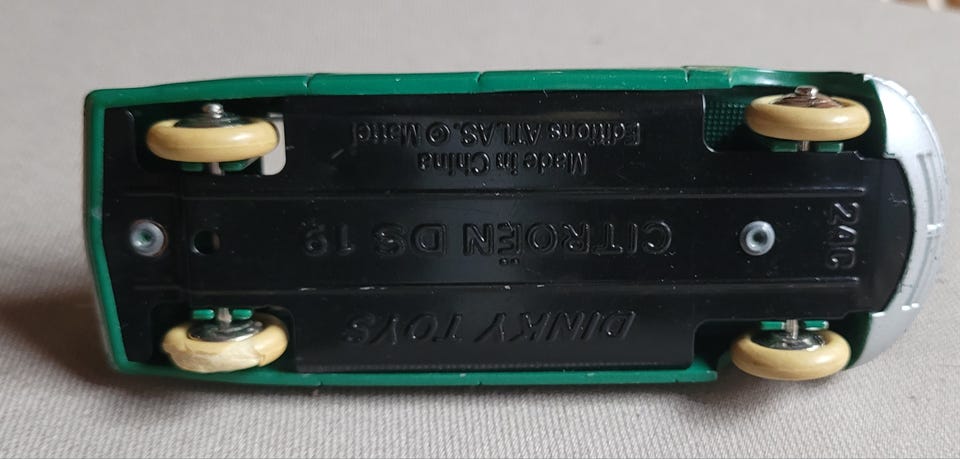 DINKY TOYS
CITROËN DS 19
Made in China
Editions ATLAS. © Mattel
24C